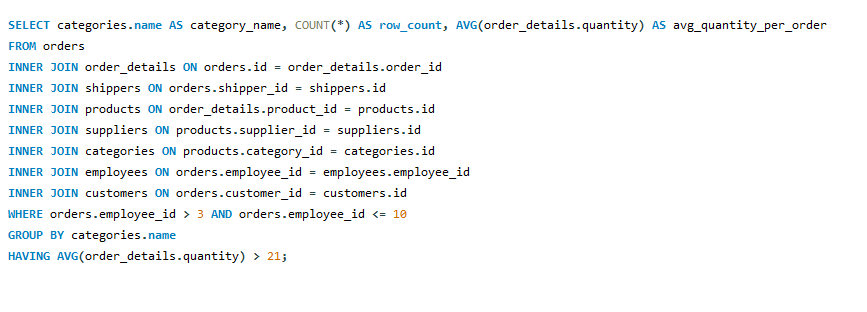 SELECT categories.name AS category_name, COUNT(*) AS row_count, AVG(order_details.quantity) AS avg_quantity_per_order
FROM orders
INNER JOIN order_details ON orders.id = order_details.order_id
INNER JOIN shippers ON orders.shipper_id = shippers.id
INNER JOIN products ON order_details.product_id = products.id
INNER JOIN suppliers ON products.supplier_id = suppliers.id
INNER JOIN categories ON products.category_id = categories.id
INNER JOIN employees ON orders.employee_id = employees.employee_id
INNER JOIN customers ON orders.customer_id = customers.id
WHERE orders.employee_id > 3 AND orders.employee_id <= 10
GROUP BY categories.name
HAVING AVG(order_details.quantity) > 21;